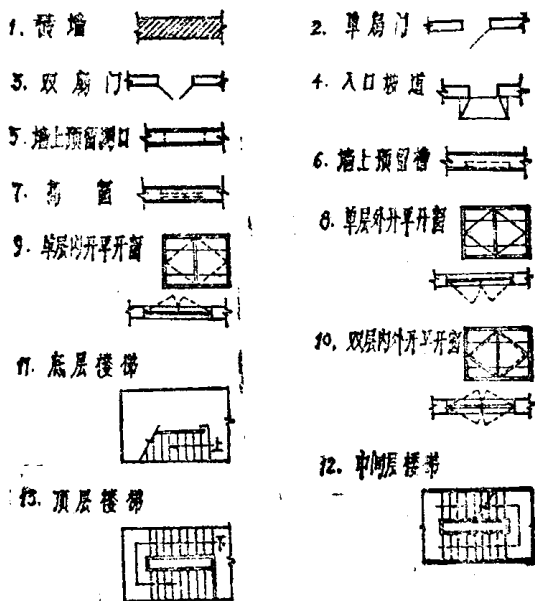 1. 砖墙
2. 单扇门
3. 双扇门
4. 入口坡道
5. 墙上预留洞口
6. 墙上预留槽
7. 高窗
8. 单层外开平开窗
9. 单层内开平开窗
10. 双层内外开平开窗
11. 底层楼梯
上
12. 中间层楼梯
13. 顶层楼梯
下